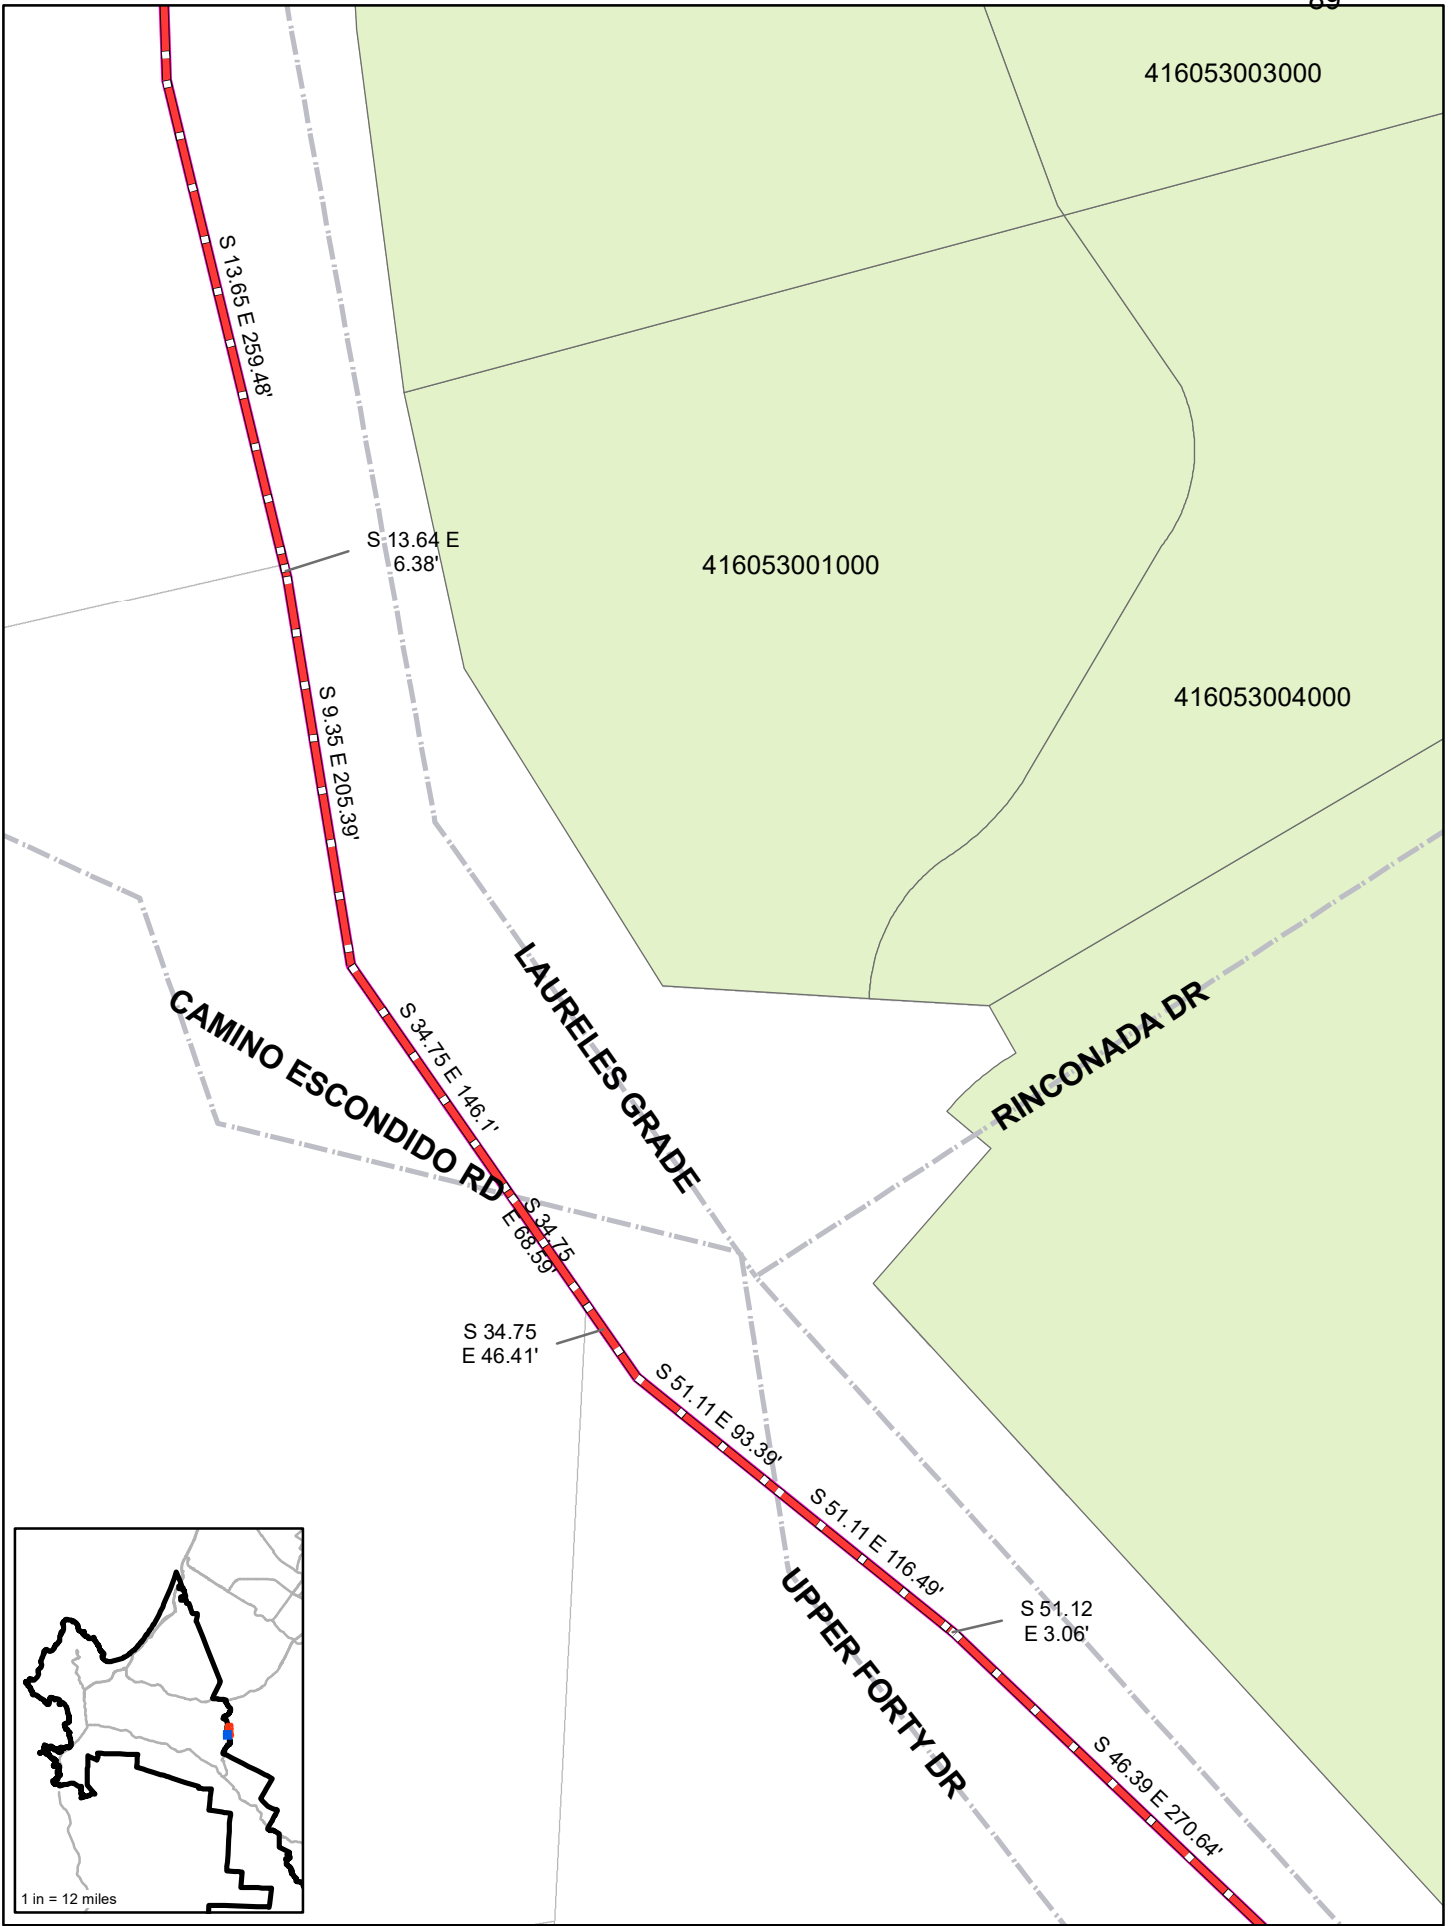 416053003000
S 13.65 E 259.48'
S 13.64 E
6.38'
416053001000
S 9.35 E 205.39'
416053004000
LAURELES GRADE
CAMINO ESCONDIDO RD
S 34.75 E 146.1'
RINCONADA DR
S 34.75
E 68.59'
S 34.75
E 46.41'
S 51.11 E 93.39'
S 51.11 E 116.49'
UPPER FORTY DR
S 51.12
E 3.06'
S 46.39 E 270.64'
1 in = 12 miles